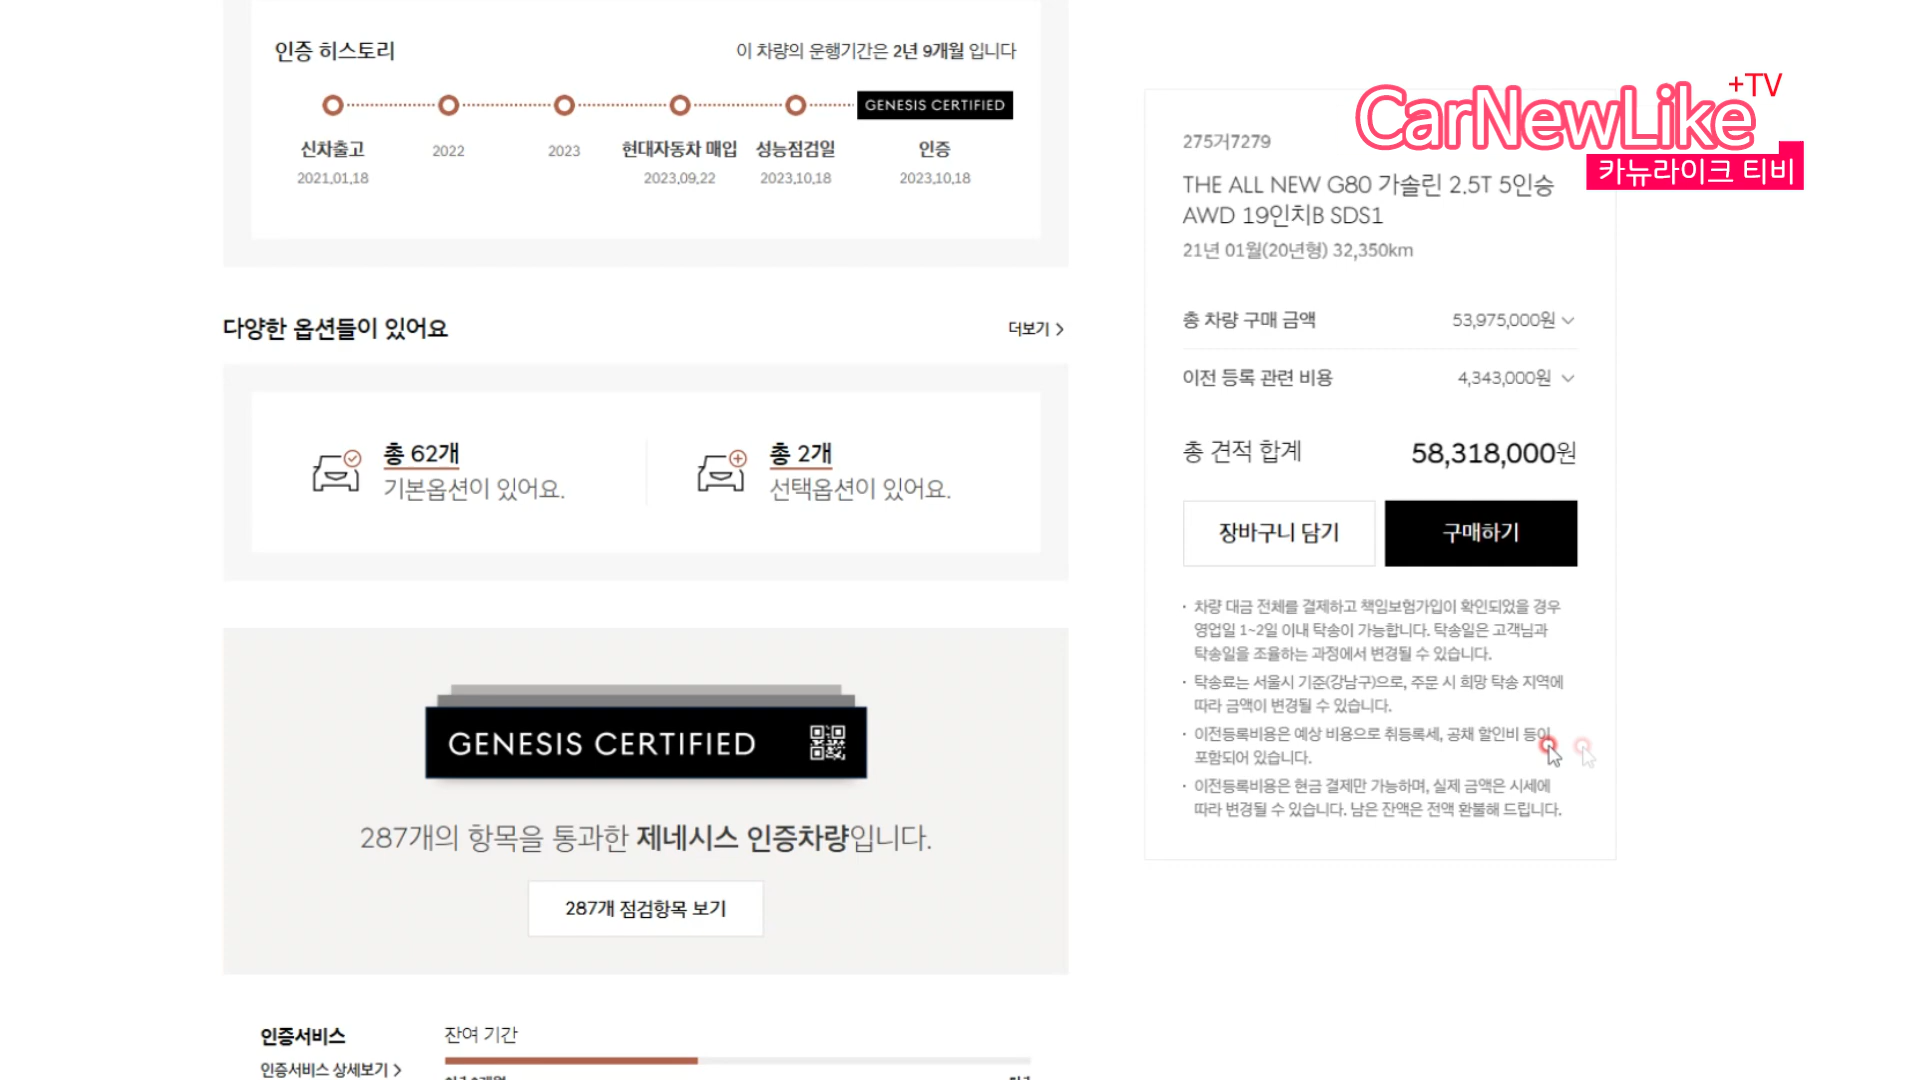 인증 히스토리
이 차량의 운행기간은 2년 9개월 입니다
GENESIS CERTIFIED
신차출고
2022
2023
현대자동차 매입
성능점검일
인증
2021.01.18
2023.09.22
2023.10.18
2023.10.18
다양한 옵션들이 있어요
더보기
총 62개
기본옵션이 있어요.
총 2개
선택옵션이 있어요.
GENESIS CERTIFIED
287개의 항목을 통과한 제네시스 인증차량입니다.
287개 점검항목 보기
인증서비스
인증서비스 상세보기
잔여 기간
CarNewLike
+TV
카뉴라이크 티비
275거7279
THE ALL NEW G80 가솔린 2.5T 5인승
AWD 19인치B SDS1
21년 01월(20년형) 32,350km
총 차량 구매 금액 53,975,000원
이전 등록 관련 비용 4,343,000원
총 견적 합계 58,318,000원
장바구니 담기
구매하기
· 차량 대금 전체를 결제하고 책임보험가입이 확인되었을 경우
영업일 1~2일 이내 탁송이 가능합니다. 탁송일은 고객님과
탁송일을 조율하는 과정에서 변경될 수 있습니다.
· 탁송료는 서울시 기준(강남구)으로, 주문 시 희망 탁송 지역에
따라 금액이 변경될 수 있습니다.
· 이전등록비용은 예상 비용으로 취등록세, 공채 할인비 등이
포함되어 있습니다.
· 이전등록비용은 현금 결제만 가능하며, 실제 금액은 시세에
따라 변경될 수 있습니다. 남은 잔액은 전액 환불해 드립니다.